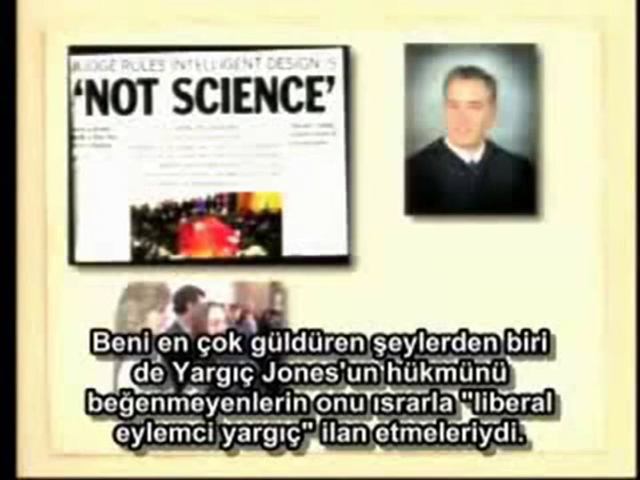 JUDGE RULES INTELLIGENT DESIGN IS
'NOT SCIENCE'
Beni en çok güldüren şeylerden biri
de Yargıç Jones'un hükmünü
beğenmeyenlerin onu ısrarla "liberal
eylemci yargıç" ilan etmeleriydi.